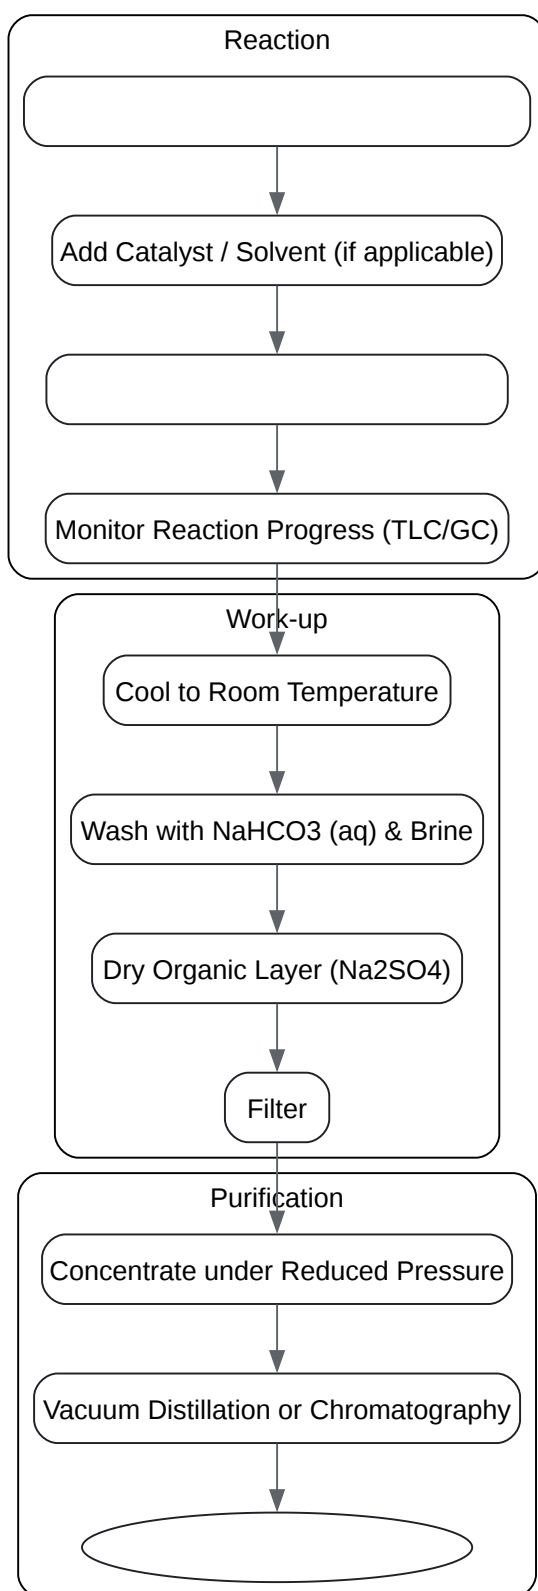 Reaction
Add Catalyst / Solvent (if applicable)
Monitor Reaction Progress (TLC/GC)
Work-up
Cool to Room Temperature
Wash with NaHCO3 (aq) & Brine
Dry Organic Layer (Na2SO4)
Filter
Purification
Concentrate under Reduced Pressure
Vacuum Distillation or Chromatography